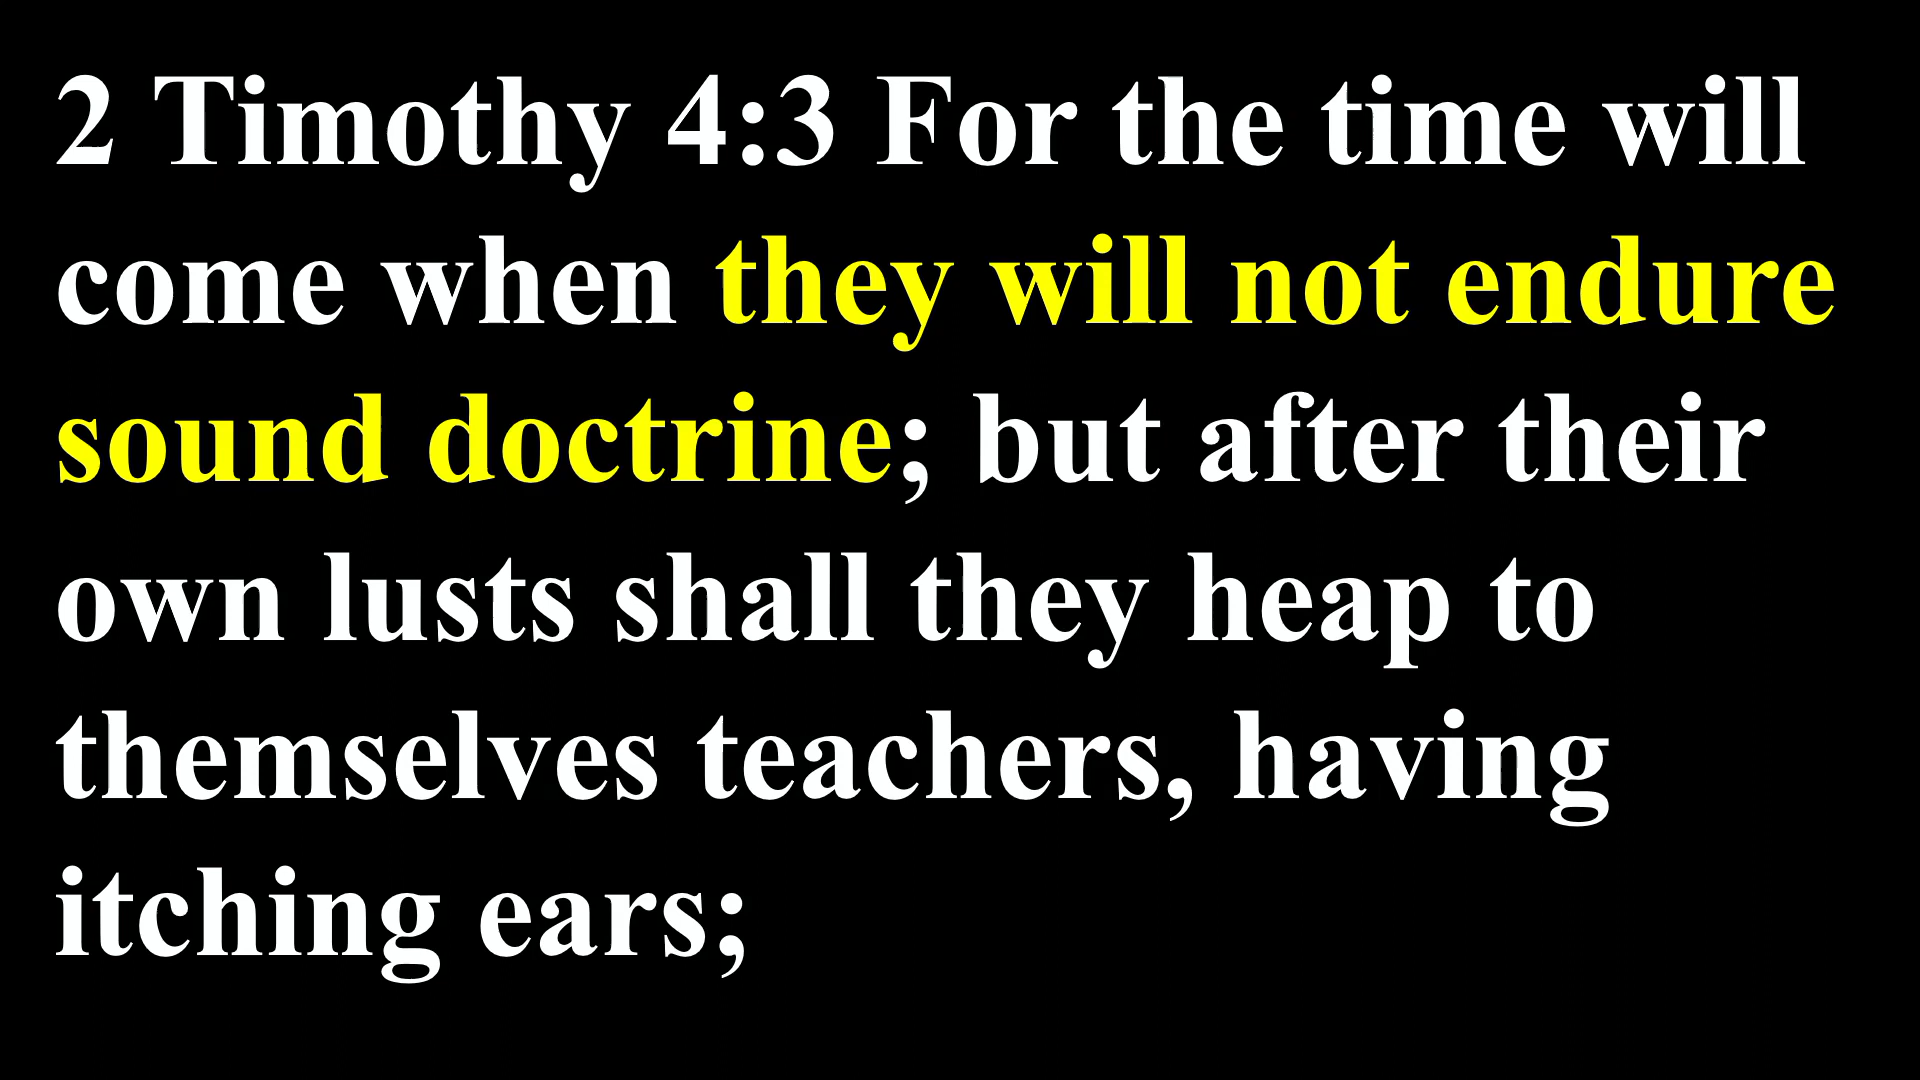 2 Timothy 4:3 For the time will
come when they will not endure
sound doctrine; but after their
own lusts shall they heap to
themselves teachers, having
itching ears;